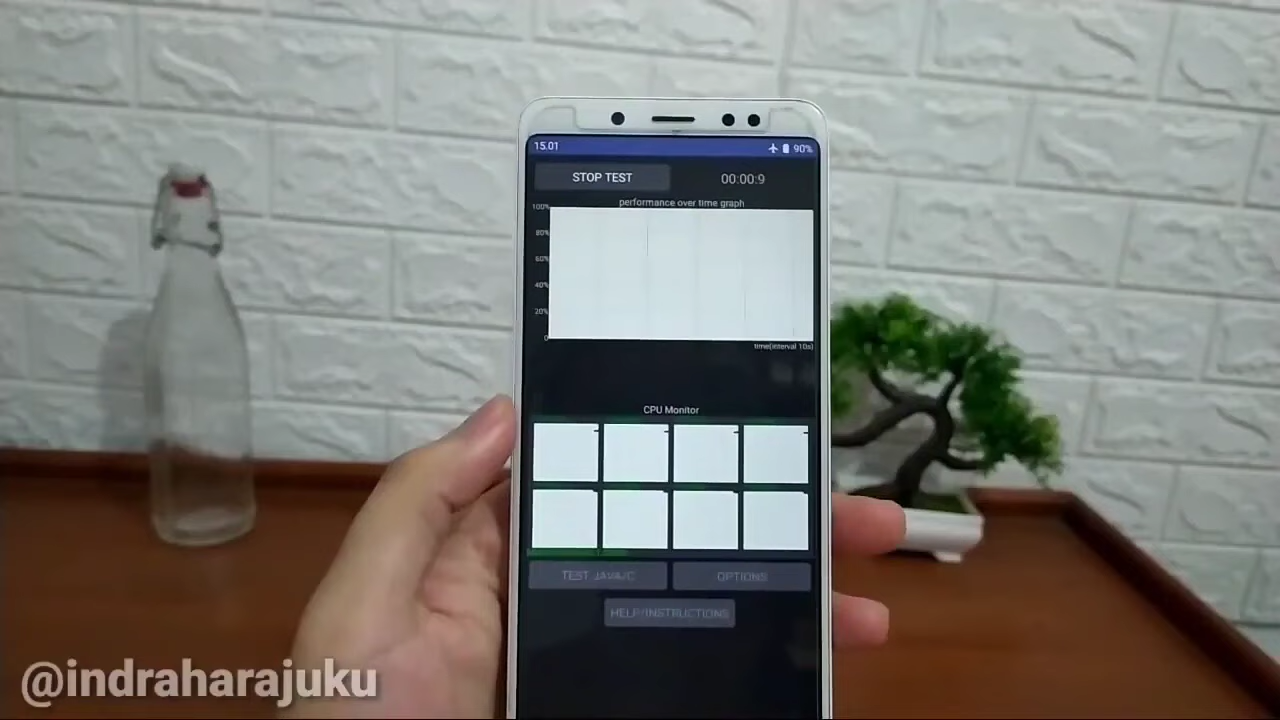 15.01
90%
STOP TEST
00:00:9
performance over time graph
100%
80%
60%
40%
20%
0
time(interval 10s)
CPU Monitor
TEST JAVA/C
OPTIONS
HELP/INSTRUCTIONS
@indraharajuku